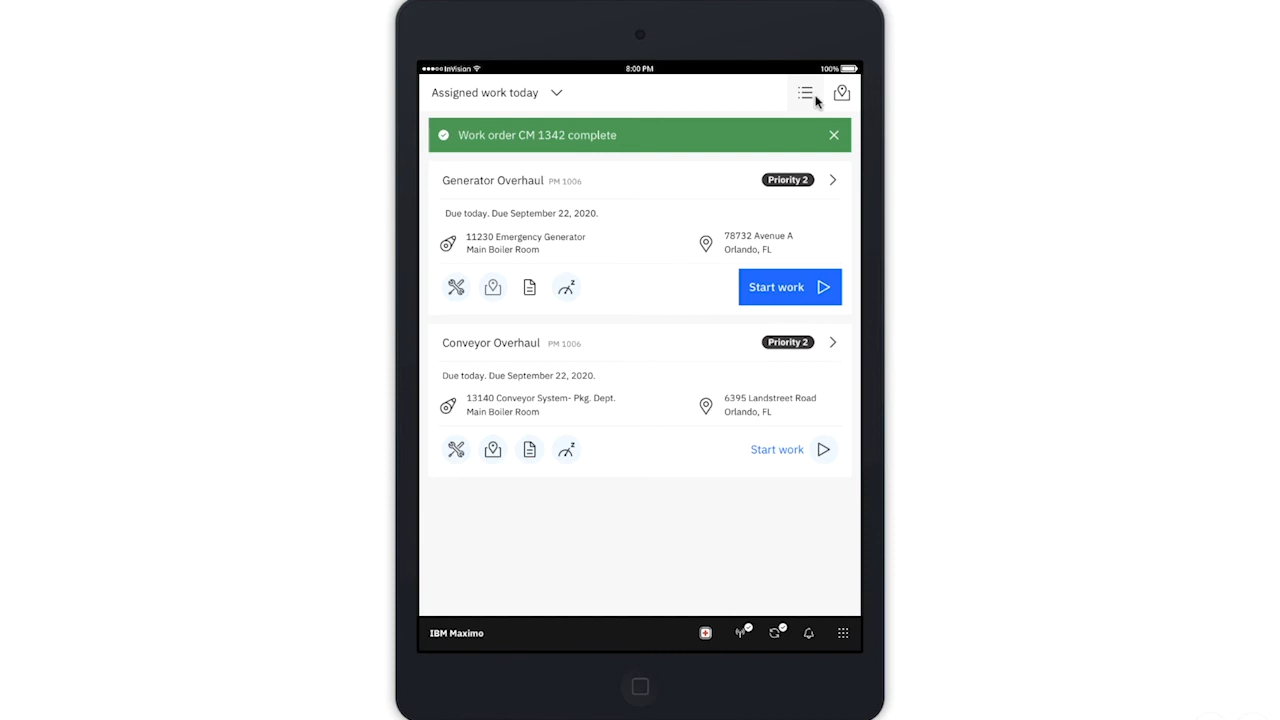 ●●●○○ InVision
8:00 PM
100%
Assigned work today
Work order CM 1342 complete
Generator Overhaul PM 1006
Priority 2
Due today. Due September 22, 2020.
11230 Emergency Generator
Main Boiler Room
78732 Avenue A
Orlando, FL
Start work
Conveyor Overhaul PM 1006
Priority 2
Due today. Due September 22, 2020.
13140 Conveyor System- Pkg. Dept.
Main Boiler Room
6395 Landstreet Road
Orlando, FL
Start work
IBM Maximo